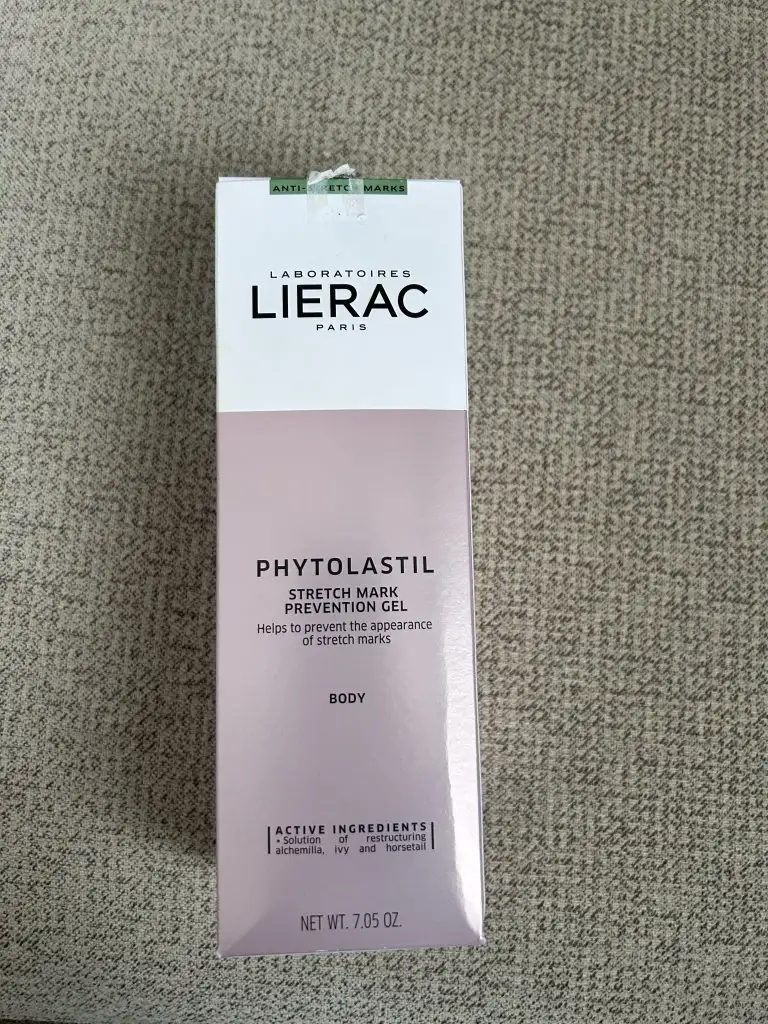 ANTI-STRETCH MARKS
LABORATOIRES
LIERAC
PARIS
PHYTOLASTIL
STRETCH MARK
PREVENTION GEL
Helps to prevent the appearance
of stretch marks
BODY
ACTIVE INGREDIENTS
• Solution of restructuring
alchemilla, ivy and horsetail
NET WT. 7.05 OZ.